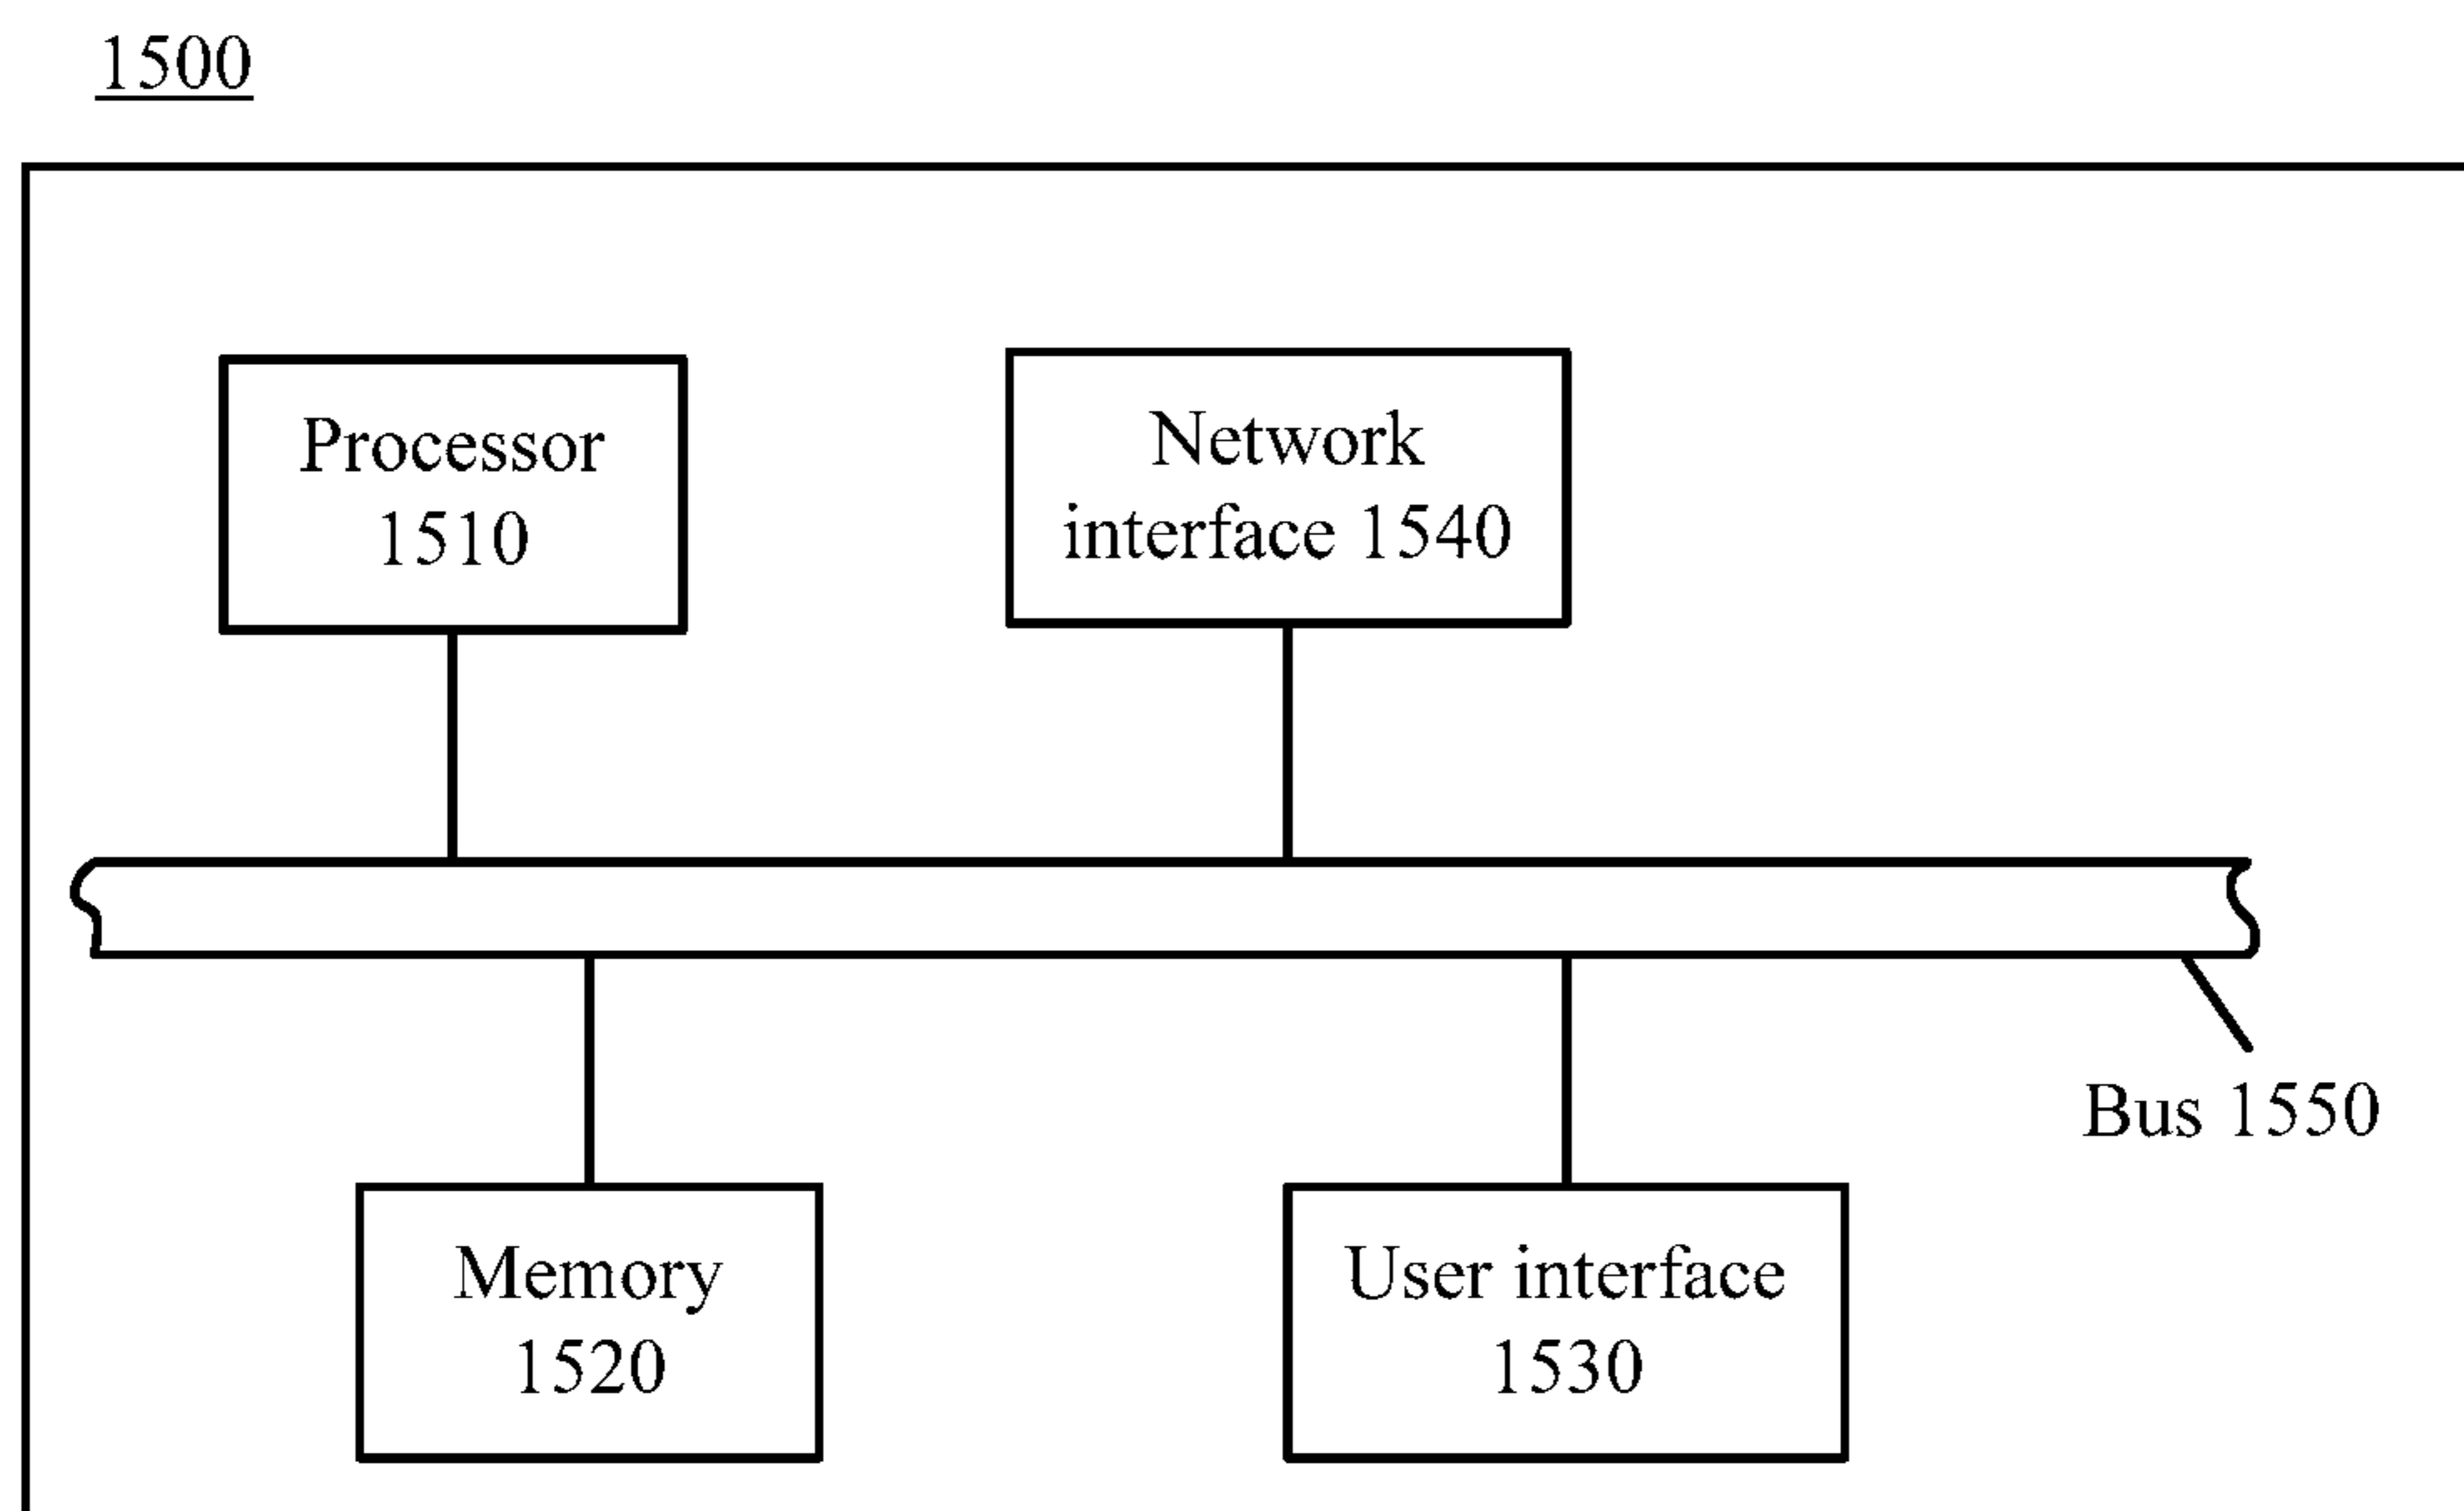 1500
Processor
1510
Network
interface 1540
Bus 1550
Memory
1520
User interface
1530